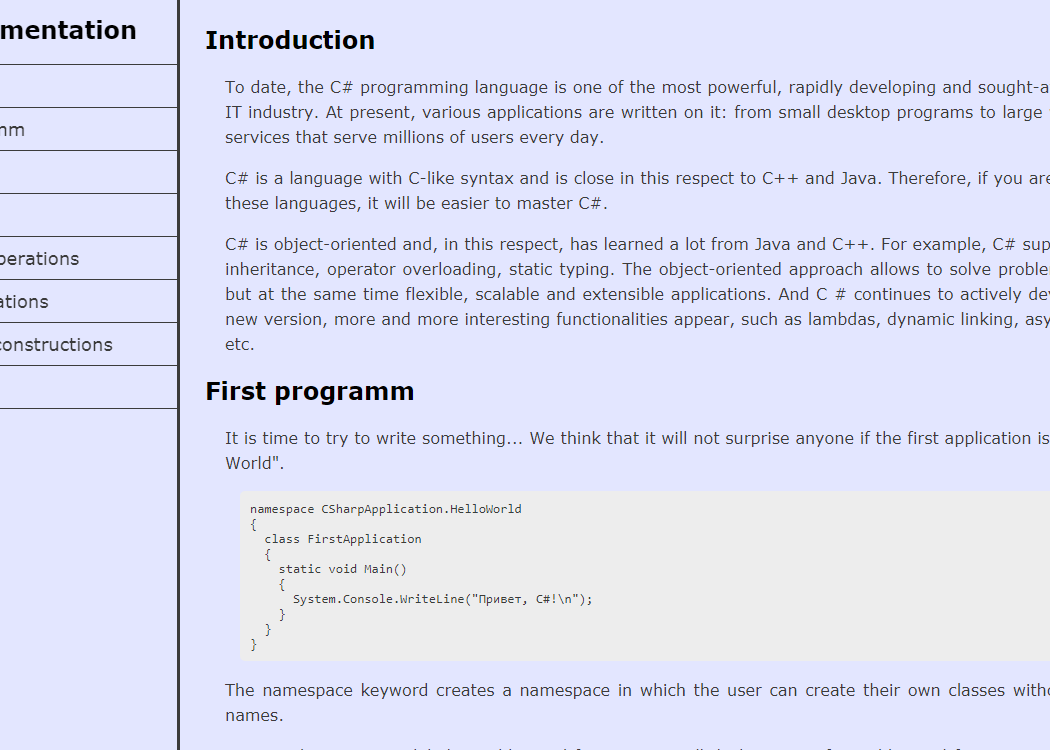 mentation
mm
perations
ations
constructions
Introduction
To date, the C# programming language is one of the most powerful, rapidly developing and sought-a
IT industry. At present, various applications are written on it: from small desktop programs to large
services that serve millions of users every day.
C# is a language with C-like syntax and is close in this respect to C++ and Java. Therefore, if you are
these languages, it will be easier to master C#.
C# is object-oriented and, in this respect, has learned a lot from Java and C++. For example, C# sup
inheritance, operator overloading, static typing. The object-oriented approach allows to solve proble
but at the same time flexible, scalable and extensible applications. And C # continues to actively de
new version, more and more interesting functionalities appear, such as lambdas, dynamic linking, asy
etc.
First programm
It is time to try to write something... We think that it will not surprise anyone if the first application is
World".
namespace CSharpApplication.HelloWorld
{
class FirstApplication
{
static void Main()
{
System.Console.WriteLine("Привет, C#!\n");
}
}
}
The namespace keyword creates a namespace in which the user can create their own classes witho
names.